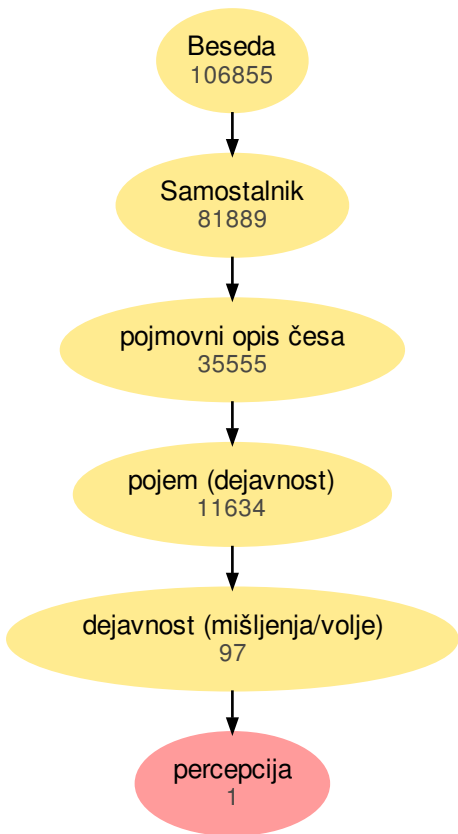 Beseda
106855
Samostalnik
81889
pojmovni opis česa
35555
pojem (dejavnost)
11634
dejavnost (mišljenja/volje)
97
percepcija
1